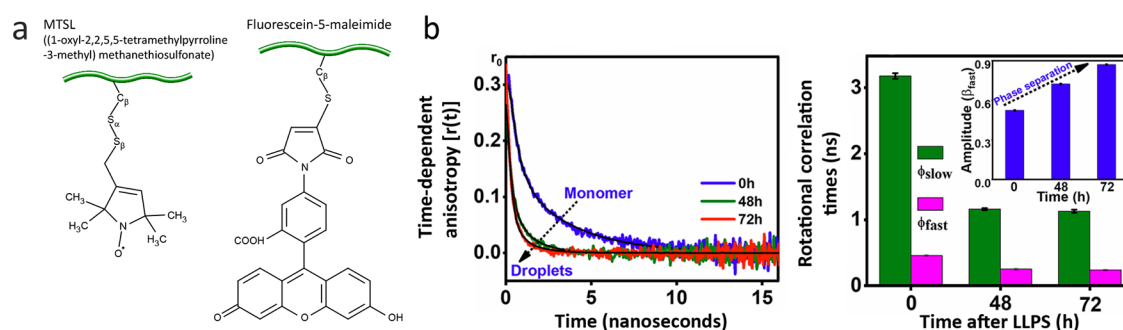 a
MTSL
((1-oxyl-2,2,5,5-tetramethylpyrroline
-3-methyl) methanethiosulfonate)
Cβ
Sα
Sβ
H3C
H3C
N
CH3
CH3
O
Fluorescein-5-maleimide
Cβ
S
O
N
O
COOH
O
O
OH
b
r0
Time-dependent
anisotropy [r(t)]
0.3
0.2
0.1
0.0
Monomer
Droplets
0h
48h
72h
0
5
10
15
Time (nanoseconds)
Rotational correlation
times (ns)
3
2
1
0
ϕslow
ϕfast
Amplitude (βfast)
0.9
0.6
0.3
0.0
Phase separation
0
48
72
Time (h)
0
48
72
Time after LLPS (h)